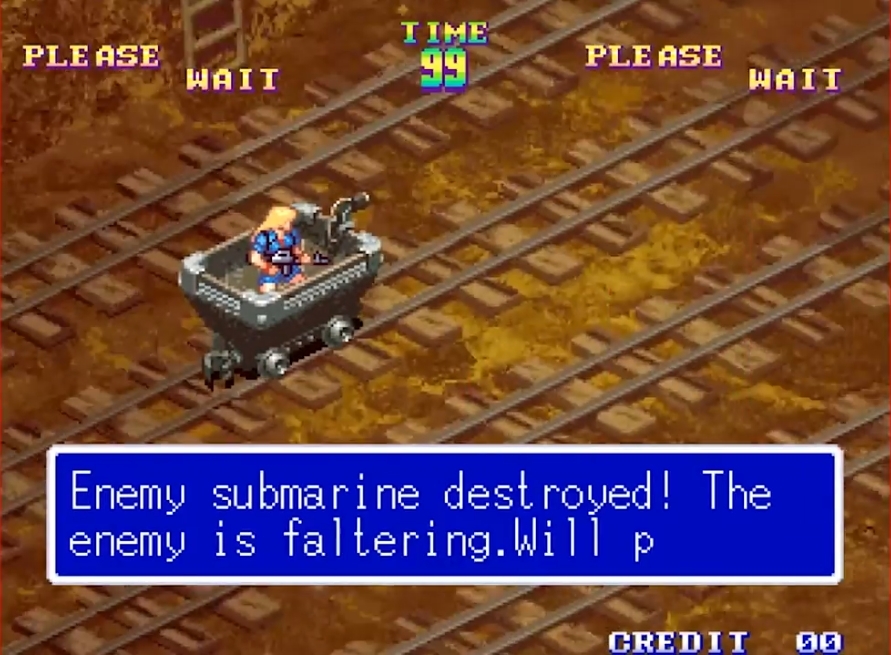 TIME
PLEASE 99 PLEASE
WAIT WAIT
Enemy submarine destroyed! The
enemy is faltering.Will p
CREDIT 00